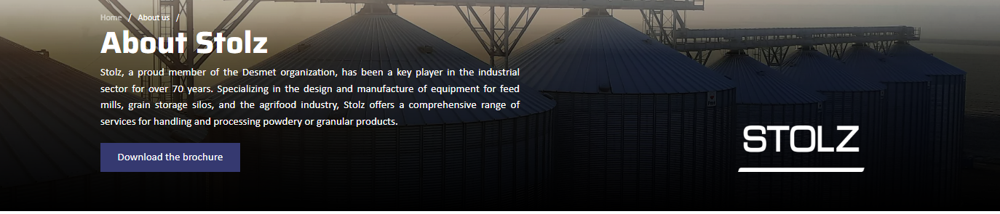 Home / About us /
About Stolz
Stolz, a proud member of the Desmet organization, has been a key player in the industrial
sector for over 70 years. Specializing in the design and manufacture of equipment for feed
mills, grain storage silos, and the agrifood industry, Stolz offers a comprehensive range of
services for handling and processing powdery or granular products.
Download the brochure
STOLZ